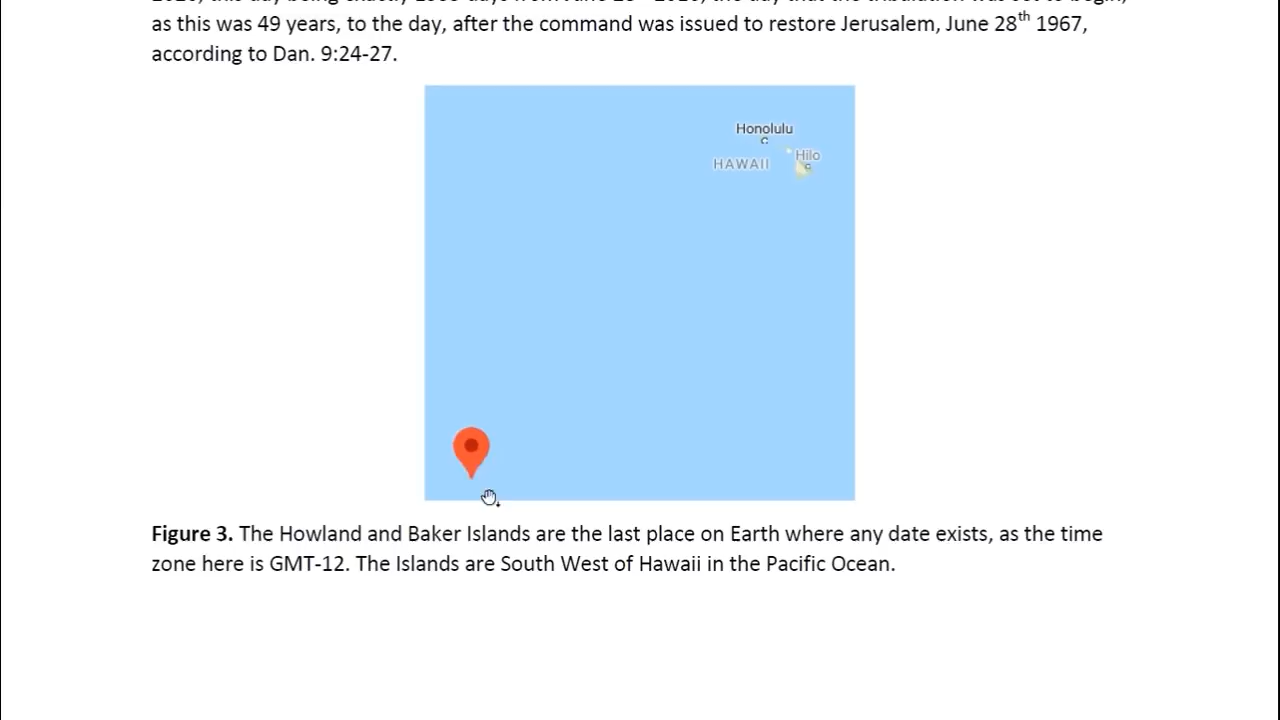 as this was 49 years, to the day, after the command was issued to restore Jerusalem, June 28th 1967,
according to Dan. 9:24-27.
Honolulu
HAWAII
Hilo
Figure 3. The Howland and Baker Islands are the last place on Earth where any date exists, as the time
zone here is GMT-12. The Islands are South West of Hawaii in the Pacific Ocean.